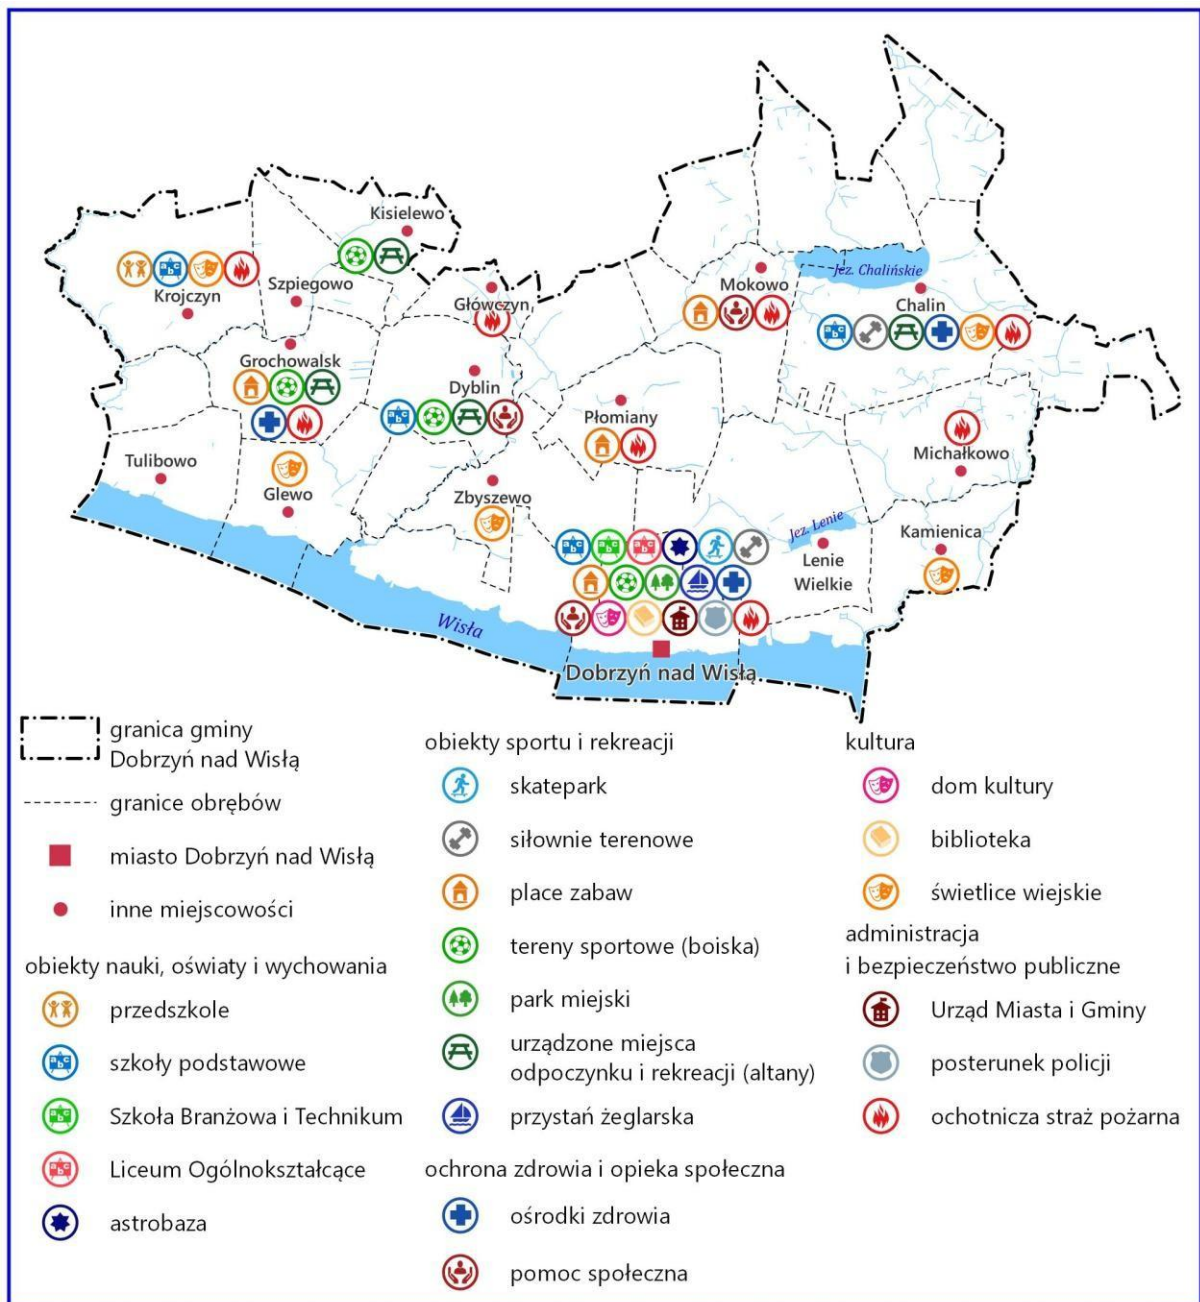 Kisielewo
Krojczyn
Szpiegowo
Główczyn
Mokowo
Jez. Chalińskie
Chalin
Grochowalsk
Dyblin
Płomiany
Michałkowo
Tulibowo
Glewo
Zbyszewo
Jez. Lenie
Lenie
Wielkie
Kamienica
Wisła
Dobrzyń nad Wisłą
granica gminy
Dobrzyń nad Wisłą
granice obrębów
miasto Dobrzyń nad Wisłą
inne miejscowości
obiekty nauki, oświaty i wychowania
przedszkole
szkoły podstawowe
Szkoła Branżowa i Technikum
Liceum Ogólnokształcące
astrobaza
obiekty sportu i rekreacji
skatepark
siłownie terenowe
place zabaw
tereny sportowe (boiska)
park miejski
urządzone miejsca
odpoczynku i rekreacji (altany)
przystań żeglarska
ochrona zdrowia i opieka społeczna
ośrodki zdrowia
pomoc społeczna
kultura
dom kultury
biblioteka
świetlice wiejskie
administracja
i bezpieczeństwo publiczne
Urząd Miasta i Gminy
posterunek policji
ochotnicza straż pożarna